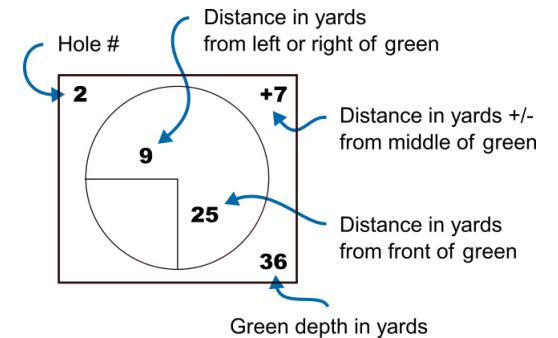 Distance in yards
from left or right of green
Hole #
2
+7
Distance in yards +/-
from middle of green
9
25
Distance in yards
from front of green
36
Green depth in yards